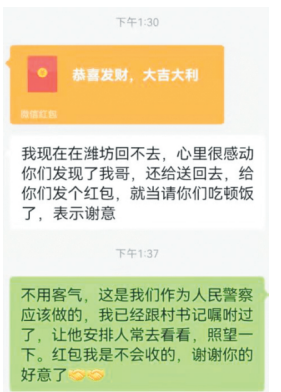 下午1:30
恭喜发财，大吉大利
微信红包
我现在在潍坊回不去，心里很感动
你们发现了我哥，还给送回去，给
你们发个红包，就当请你们吃顿饭
了，表示谢意
下午1:37
不用客气，这是我们作为人民警察
应该做的，我已经跟村书记嘱咐过
了，让他安排人常去看看，照望一
下。红包我是不会收的，谢谢你的
好意了